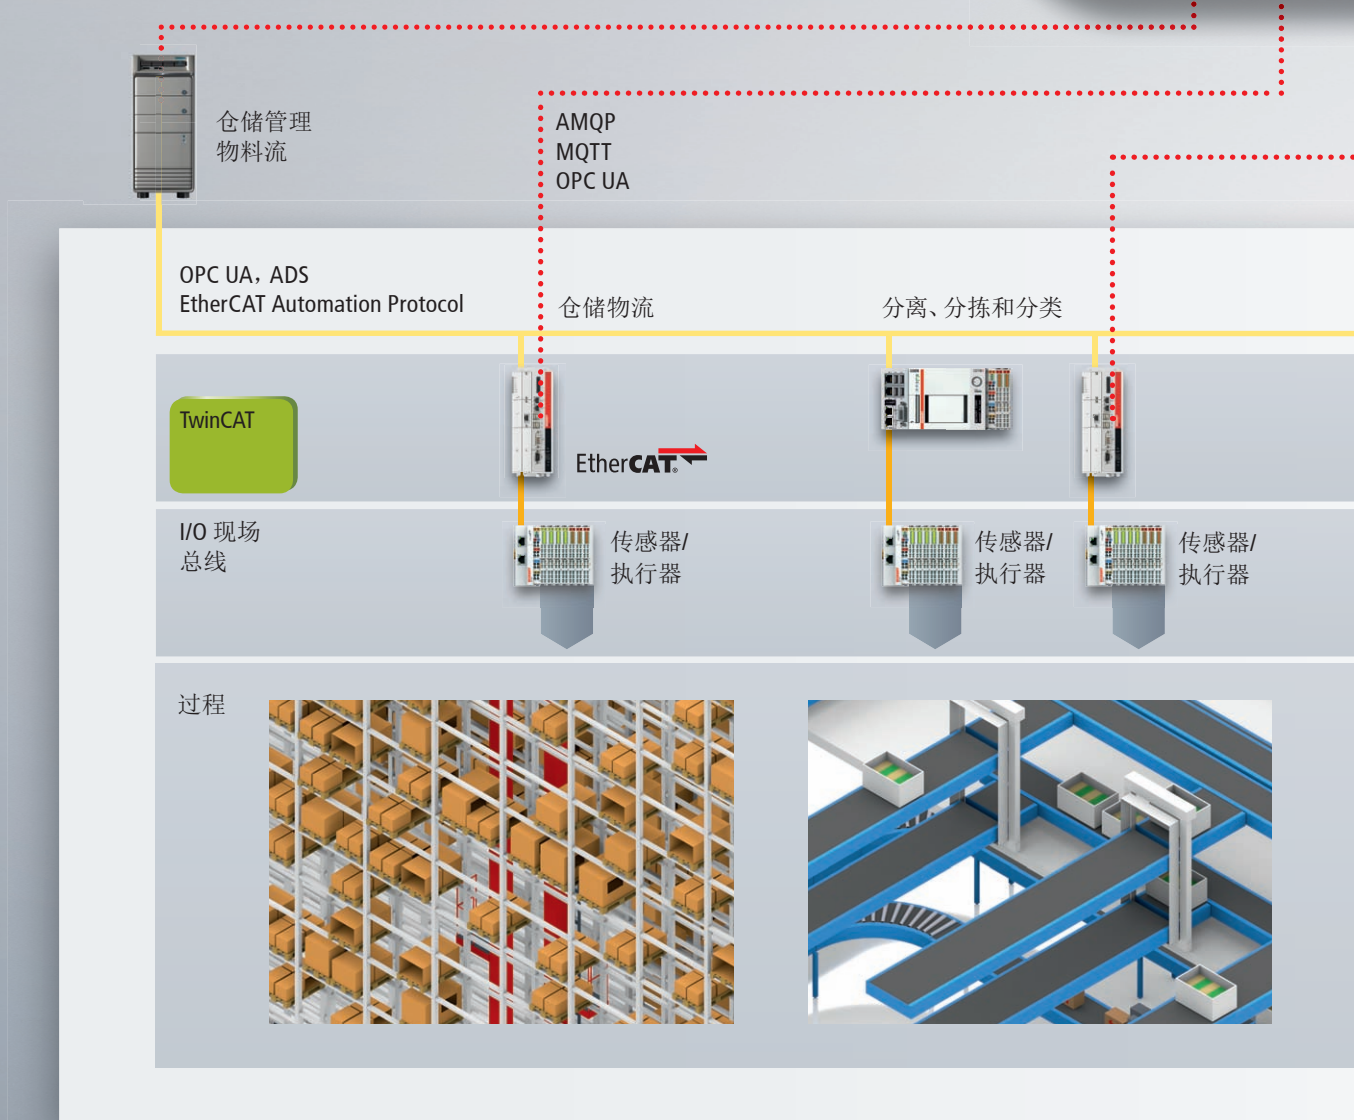 仓储管理
物料流
AMQP
MQTT
OPC UA
OPC UA，ADS
EtherCAT Automation Protocol
仓储物流
分离、分拣和分类
TwinCAT
EtherCAT®
I/O 现场
总线
传感器/
执行器
传感器/
执行器
传感器/
执行器
过程